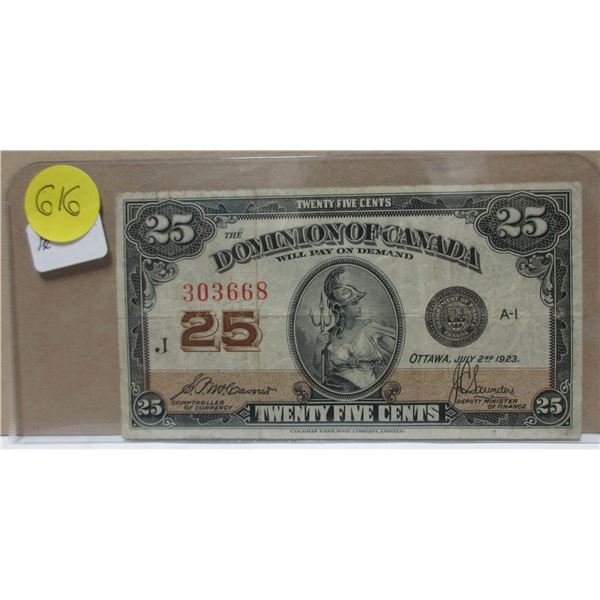 616
TWENTY FIVE CENTS
25 25
THE DOMINION OF CANADA
WILL PAY ON DEMAND
303668
J 25
A-1
OTTAWA, JULY 2ND 1923.
COMPTROLLER
OF CURRENCY
J.C. Saunders
DEPUTY MINISTER
OF FINANCE
25 TWENTY FIVE CENTS 25
CANADIAN BANK NOTE COMPANY, LIMITED.